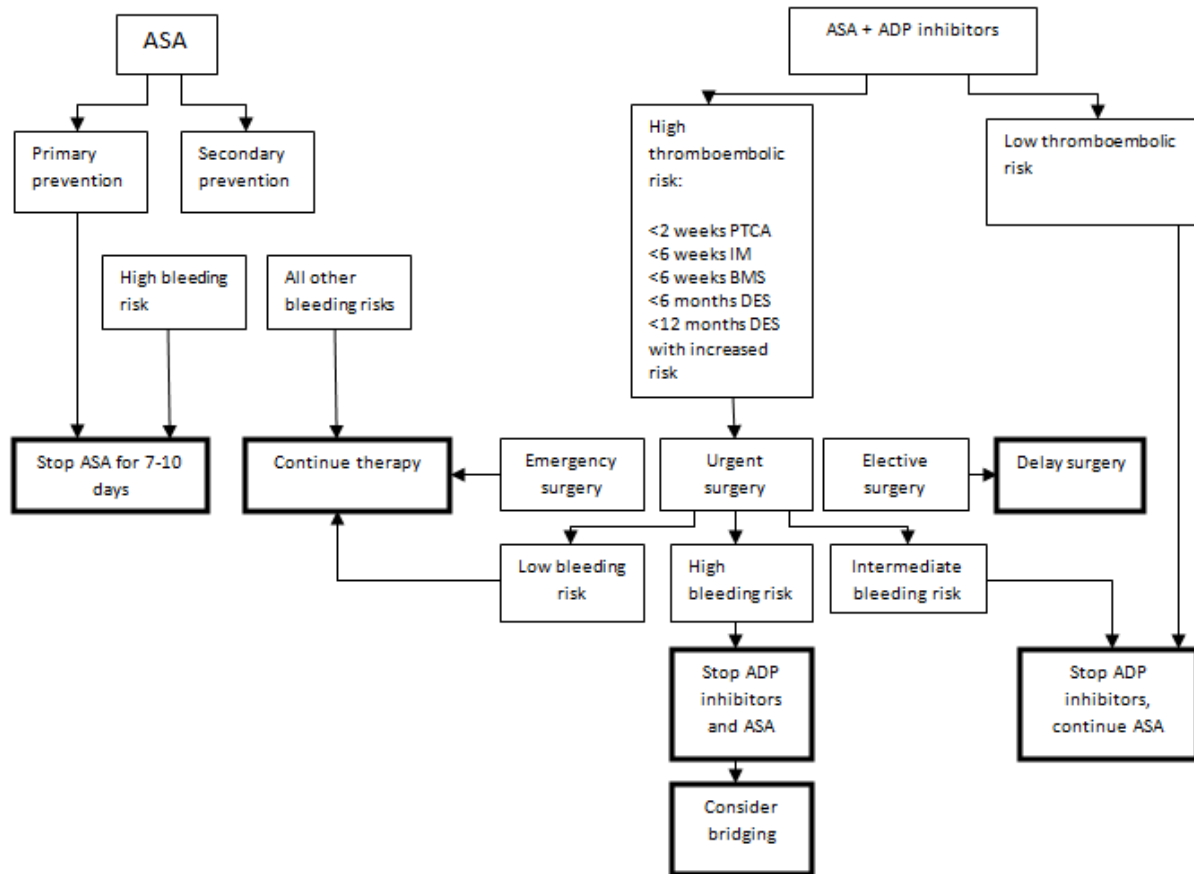 ASA
ASA + ADP inhibitors
Primary
prevention
Secondary
prevention
High
thromboembolic
risk:
<2 weeks PTCA
<6 weeks IM
<6 weeks BMS
<6 months DES
<12 months DES
with increased
risk
Low thromboembolic
risk
High bleeding
risk
All other
bleeding risks
Stop ASA for 7-10
days
Continue therapy
Emergency
surgery
Urgent
surgery
Elective
surgery
Delay surgery
Low bleeding
risk
High
bleeding risk
Intermediate
bleeding risk
Stop ADP
inhibitors
and ASA
Stop ADP
inhibitors,
continue ASA
Consider
bridging